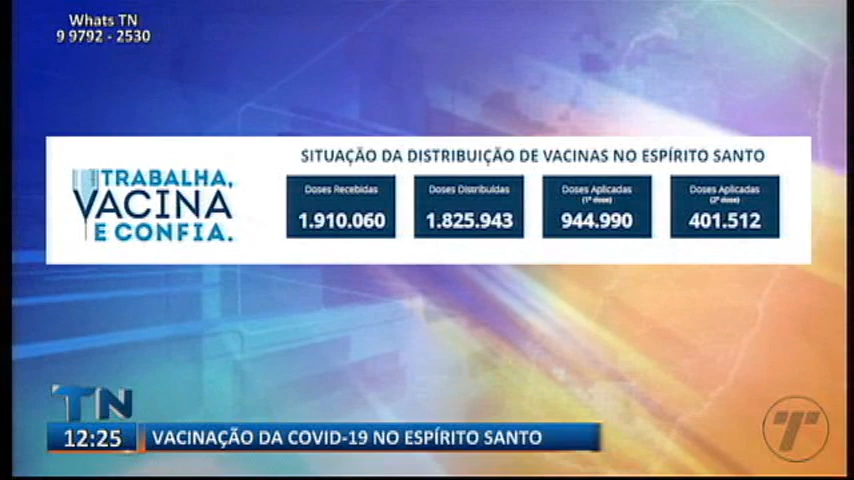 Whats TN
9 9792 - 2530
TRABALHA,
VACINA
E CONFIA.
SITUAÇÃO DA DISTRIBUIÇÃO DE VACINAS NO ESPÍRITO SANTO
Doses Recebidas
1.910.060
Doses Distribuídas
1.825.943
Doses Aplicadas
(1ª dose)
944.990
Doses Aplicadas
(2ª dose)
401.512
TN
12:25
VACINAÇÃO DA COVID-19 NO ESPÍRITO SANTO
T